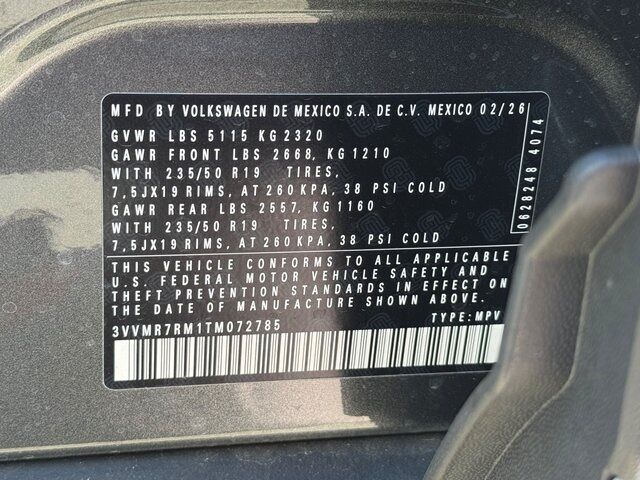 MFD BY VOLKSWAGEN DE MEXICO S.A. DE C.V. MEXICO 02/26
GVWR LBS 5115 KG 2320
GAWR FRONT LBS 2668, KG 1210
WITH 235/50 R19 TIRES,
7,5JX19 RIMS, AT 260 KPA, 38 PSI COLD
GAWR REAR LBS 2557, KG 1160
WITH 235/50 R19 TIRES,
7,5JX19 RIMS, AT 260 KPA, 38 PSI COLD
0628248 4074
THIS VEHICLE CONFORMS TO ALL APPLICABLE
U.S. FEDERAL MOTOR VEHICLE SAFETY AND
THEFT PREVENTION STANDARDS IN EFFECT ON
THE DATE OF MANUFACTURE SHOWN ABOVE.
3VVMR7RM1TM072785 TYPE: MPV